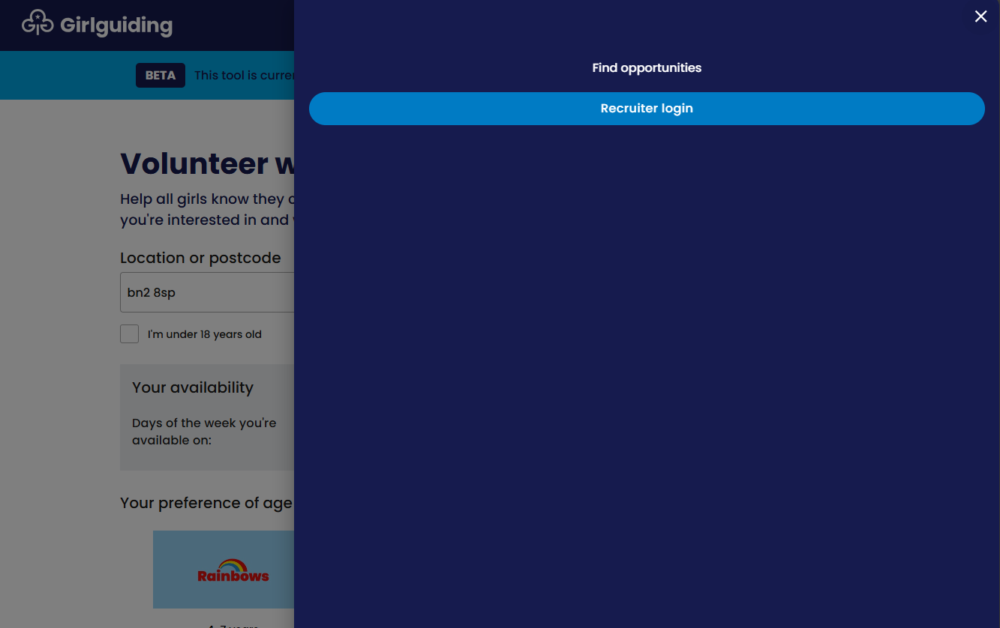 Girlguiding
BETA This tool is curre
Find opportunities
Recruiter login
Volunteer w
Help all girls know they c
you're interested in and
Location or postcode
bn2 8sp
I'm under 18 years old
Your availability
Days of the week you're
available on:
Your preference of age
Rainbows